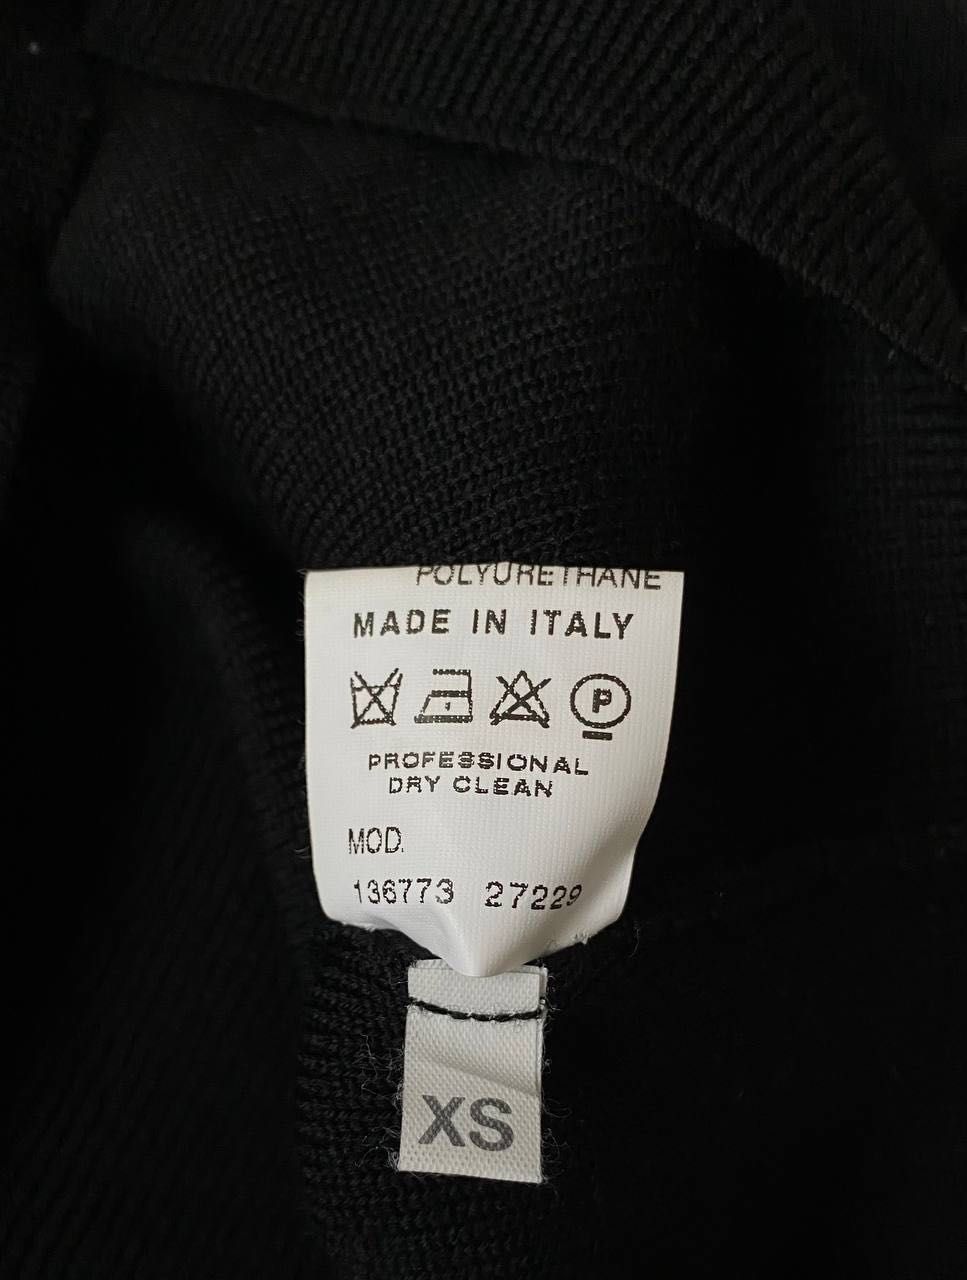 POLYURETHANE
MADE IN ITALY
P
PROFESSIONAL
DRY CLEAN
MOD.
136773 27229
XS